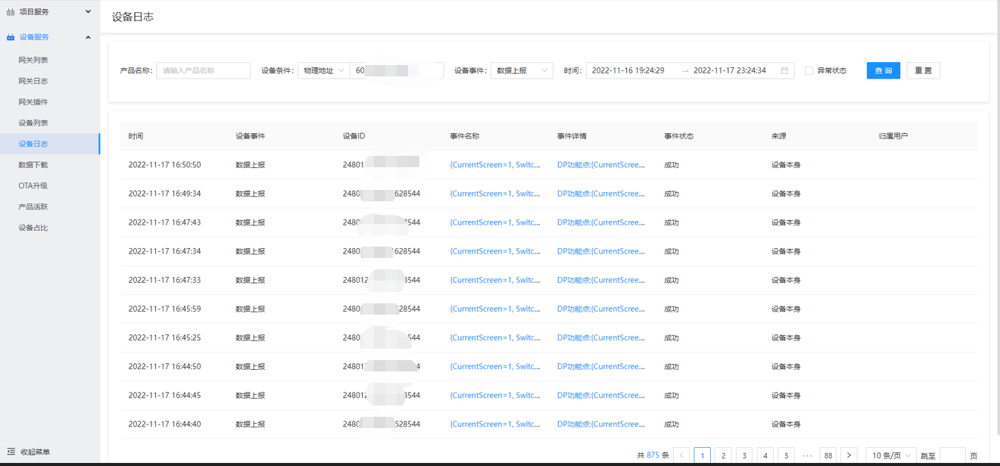 项目服务
设备服务
网关列表
网关日志
网关插件
设备列表
设备日志
数据下载
OTA升级
产品活跃
设备占比
收起菜单
设备日志
产品名称: 请输入产品名称 设备条件: 物理地址 60 设备事件: 数据上报 时间: 2022-11-16 19:24:29 → 2022-11-17 23:24:34 异常状态 查 询 重 置
时间 设备事件 设备ID 事件名称 事件详情 事件状态 来源 归属用户
2022-11-17 16:50:50 数据上报 24801 {CurrentScreen=1, Switc... DP功能点:{CurrentScree... 成功 设备本身
2022-11-17 16:49:34 数据上报 2480 628544 {CurrentScreen=1, Switc... DP功能点:{CurrentScree... 成功 设备本身
2022-11-17 16:47:43 数据上报 2480 544 {CurrentScreen=1, Switc... DP功能点:{CurrentScree... 成功 设备本身
2022-11-17 16:47:34 数据上报 2480 628544 {CurrentScreen=1, Switc... DP功能点:{CurrentScree... 成功 设备本身
2022-11-17 16:47:33 数据上报 248012 544 {CurrentScreen=1, Switc... DP功能点:{CurrentScree... 成功 设备本身
2022-11-17 16:45:59 数据上报 2480 28544 {CurrentScreen=1, Switc... DP功能点:{CurrentScree... 成功 设备本身
2022-11-17 16:45:25 数据上报 2480 544 {CurrentScreen=1, Switc... DP功能点:{CurrentScree... 成功 设备本身
2022-11-17 16:44:50 数据上报 24801 4 {CurrentScreen=1, Switc... DP功能点:{CurrentScree... 成功 设备本身
2022-11-17 16:44:45 数据上报 248012 544 {CurrentScreen=1, Switc... DP功能点:{CurrentScree... 成功 设备本身
2022-11-17 16:44:40 数据上报 2480 628544 {CurrentScreen=1, Switc... DP功能点:{CurrentScree... 成功 设备本身
共 875 条 < 1 2 3 4 5 ••• 88 > 10 条/页 跳至 页